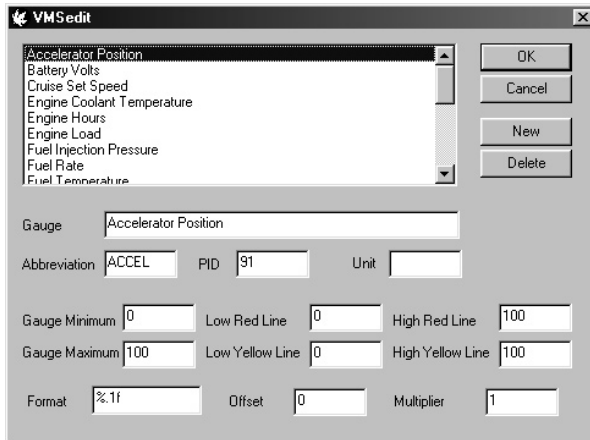 VMSedit
Accelerator Position
Battery Volts
Cruise Set Speed
Engine Coolant Temperature
Engine Hours
Engine Load
Fuel Injection Pressure
Fuel Rate
Fuel Temperature
OK
Cancel
New
Delete
Gauge Accelerator Position
Abbreviation ACCEL PID 91 Unit
Gauge Minimum 0 Low Red Line 0 High Red Line 100
Gauge Maximum 100 Low Yellow Line 0 High Yellow Line 100
Format %.1f Offset 0 Multiplier 1